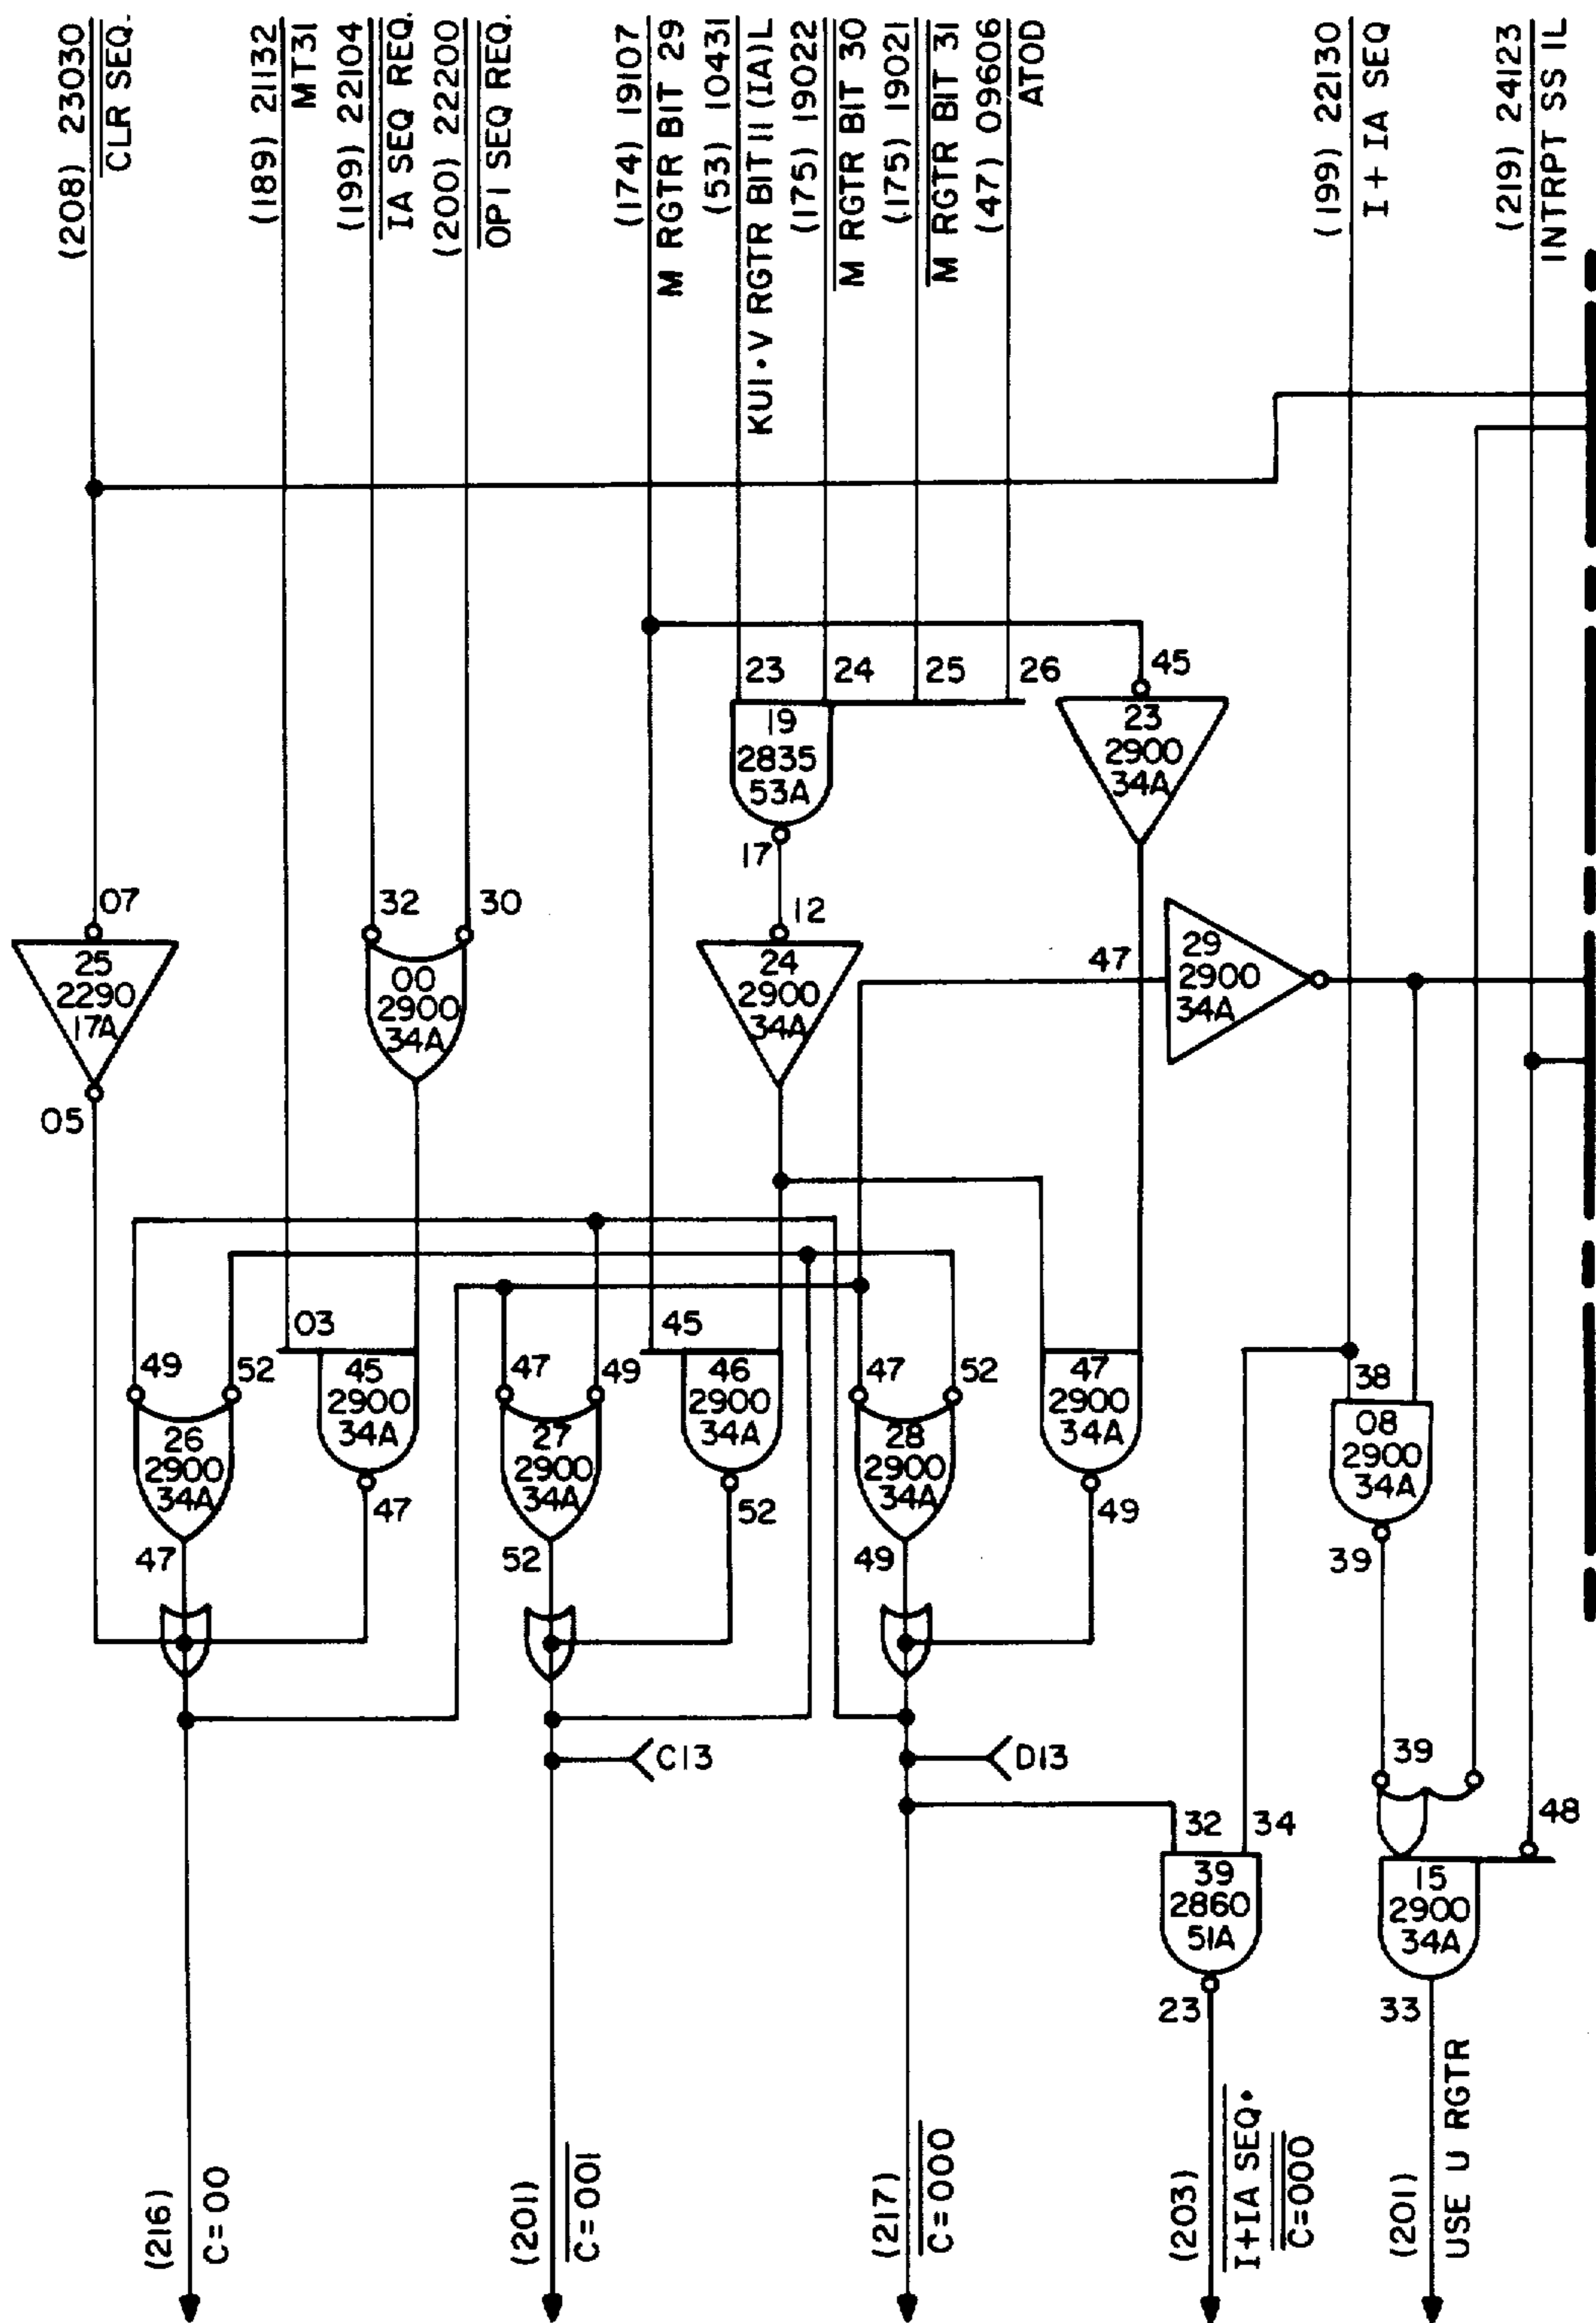 (208) 23030
CLR SEQ.
(189) 21132
MT31
(199) 22104
IA SEQ REQ.
(200) 22200
OP I SEQ REQ.
(174) 19107
M RGTR BIT 29
(53) 10431
KUI•V RGTR BIT II (IA)L
(175) 19022
M RGTR BIT 30
(175) 19021
M RGTR BIT 31
(47) 09606
ATOD
(199) 22130
I + IA SEQ
(219) 24123
INTRPT SS IL
23
24
25
26
45
19
2835
53A
23
2900
34A
17
07
32
30
12
25
2290
17A
00
2900
34A
24
2900
34A
47
29
2900
34A
05
03
45
49
52
45
2900
34A
47
49
46
2900
34A
47
52
47
2900
34A
38
26
2900
34A
27
2900
34A
28
2900
34A
08
2900
34A
47
47
52
52
49
49
39
C13
D13
39
32
34
48
39
2860
51A
15
2900
34A
23
33
(216)
C=00
(201)
C=001
(217)
C=000
(203)
I+IA SEQ•
C=000
(201)
USE U RGTR